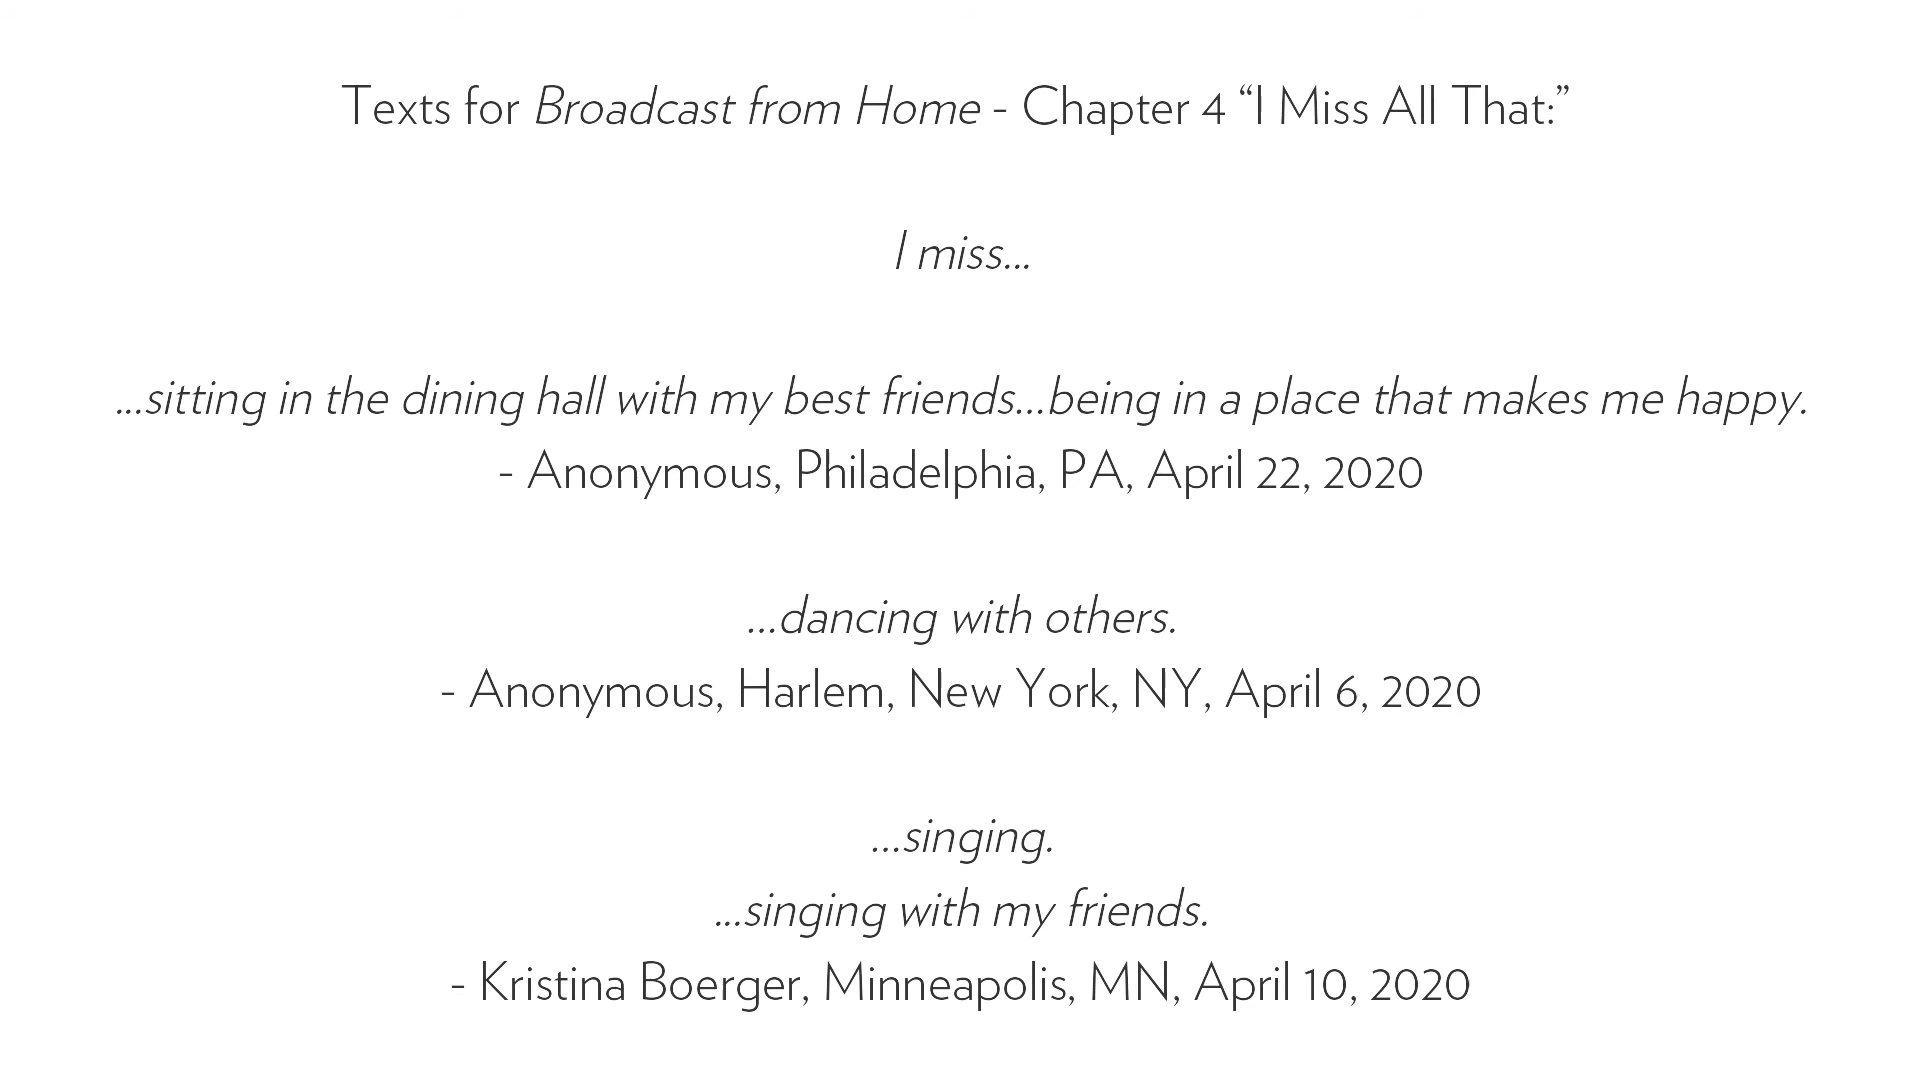 Texts for Broadcast from Home - Chapter 4 “I Miss All That:”
I miss...
...sitting in the dining hall with my best friends...being in a place that makes me happy.
- Anonymous, Philadelphia, PA, April 22, 2020
...dancing with others.
- Anonymous, Harlem, New York, NY, April 6, 2020
...singing.
...singing with my friends.
- Kristina Boerger, Minneapolis, MN, April 10, 2020